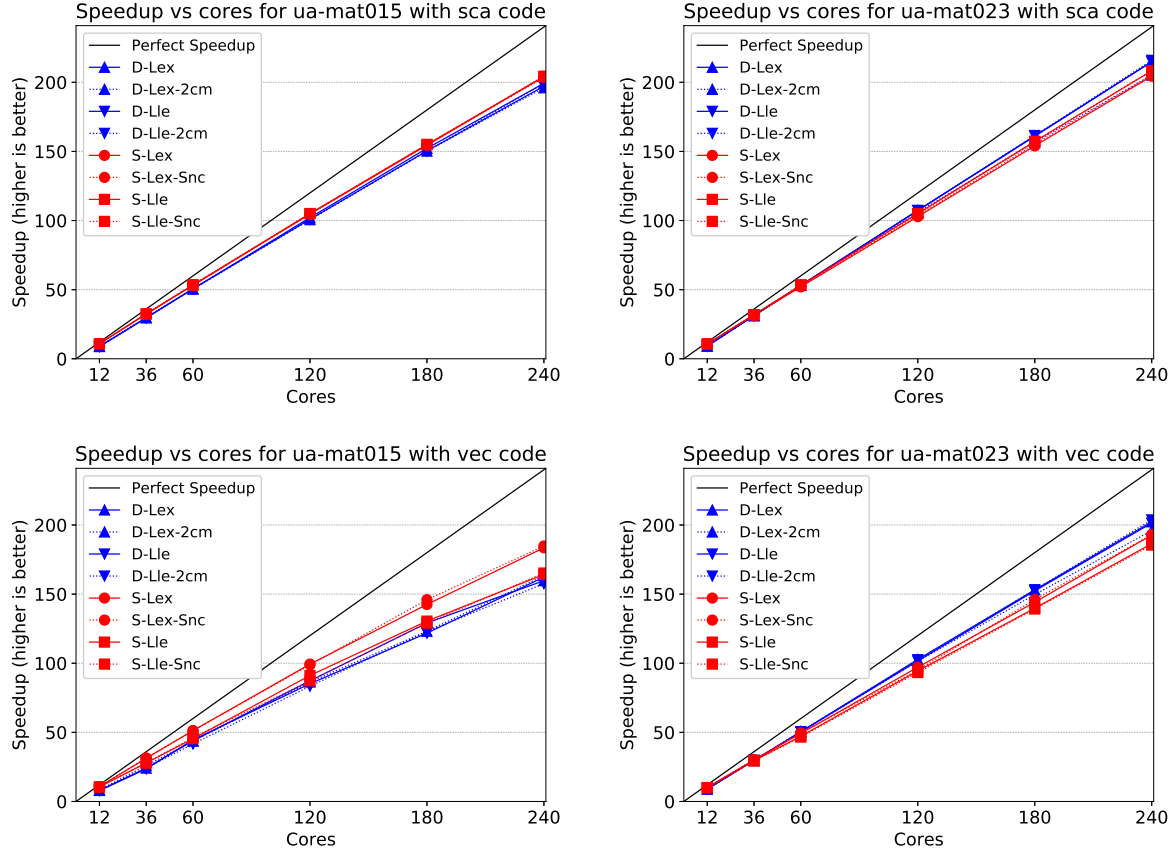 Speedup vs cores for ua-mat015 with sca code
Speedup (higher is better)
200
150
100
50
0
Perfect Speedup
D-Lex
D-Lex-2cm
D-Lle
D-Lle-2cm
S-Lex
S-Lex-Snc
S-Lle
S-Lle-Snc
12 36 60 120 180 240
Cores
Speedup vs cores for ua-mat023 with sca code
Speedup (higher is better)
200
150
100
50
0
Perfect Speedup
D-Lex
D-Lex-2cm
D-Lle
D-Lle-2cm
S-Lex
S-Lex-Snc
S-Lle
S-Lle-Snc
12 36 60 120 180 240
Cores
Speedup vs cores for ua-mat015 with vec code
Speedup (higher is better)
200
150
100
50
0
Perfect Speedup
D-Lex
D-Lex-2cm
D-Lle
D-Lle-2cm
S-Lex
S-Lex-Snc
S-Lle
S-Lle-Snc
12 36 60 120 180 240
Cores
Speedup vs cores for ua-mat023 with vec code
Speedup (higher is better)
200
150
100
50
0
Perfect Speedup
D-Lex
D-Lex-2cm
D-Lle
D-Lle-2cm
S-Lex
S-Lex-Snc
S-Lle
S-Lle-Snc
12 36 60 120 180 240
Cores